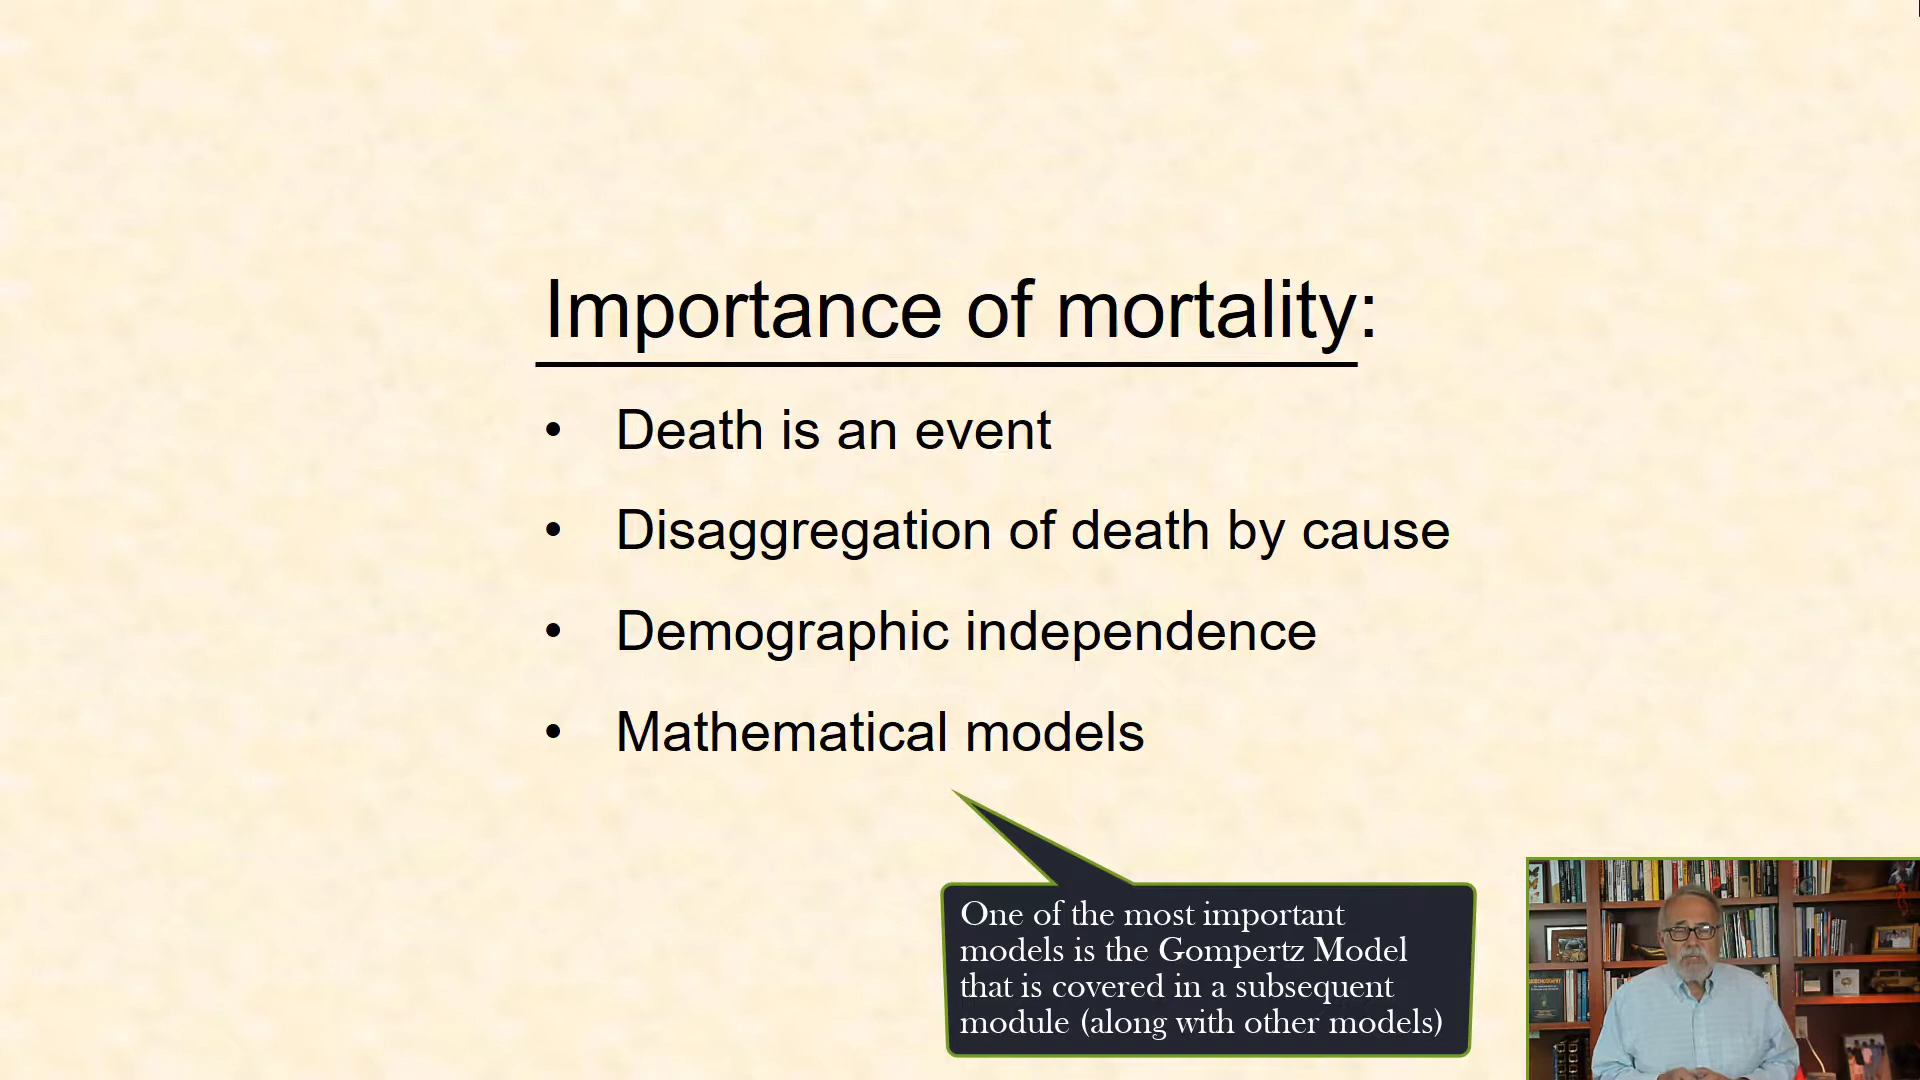 Importance of mortality:
• Death is an event
• Disaggregation of death by cause
• Demographic independence
• Mathematical models
One of the most important
models is the Gompertz Model
that is covered in a subsequent
module (along with other models)